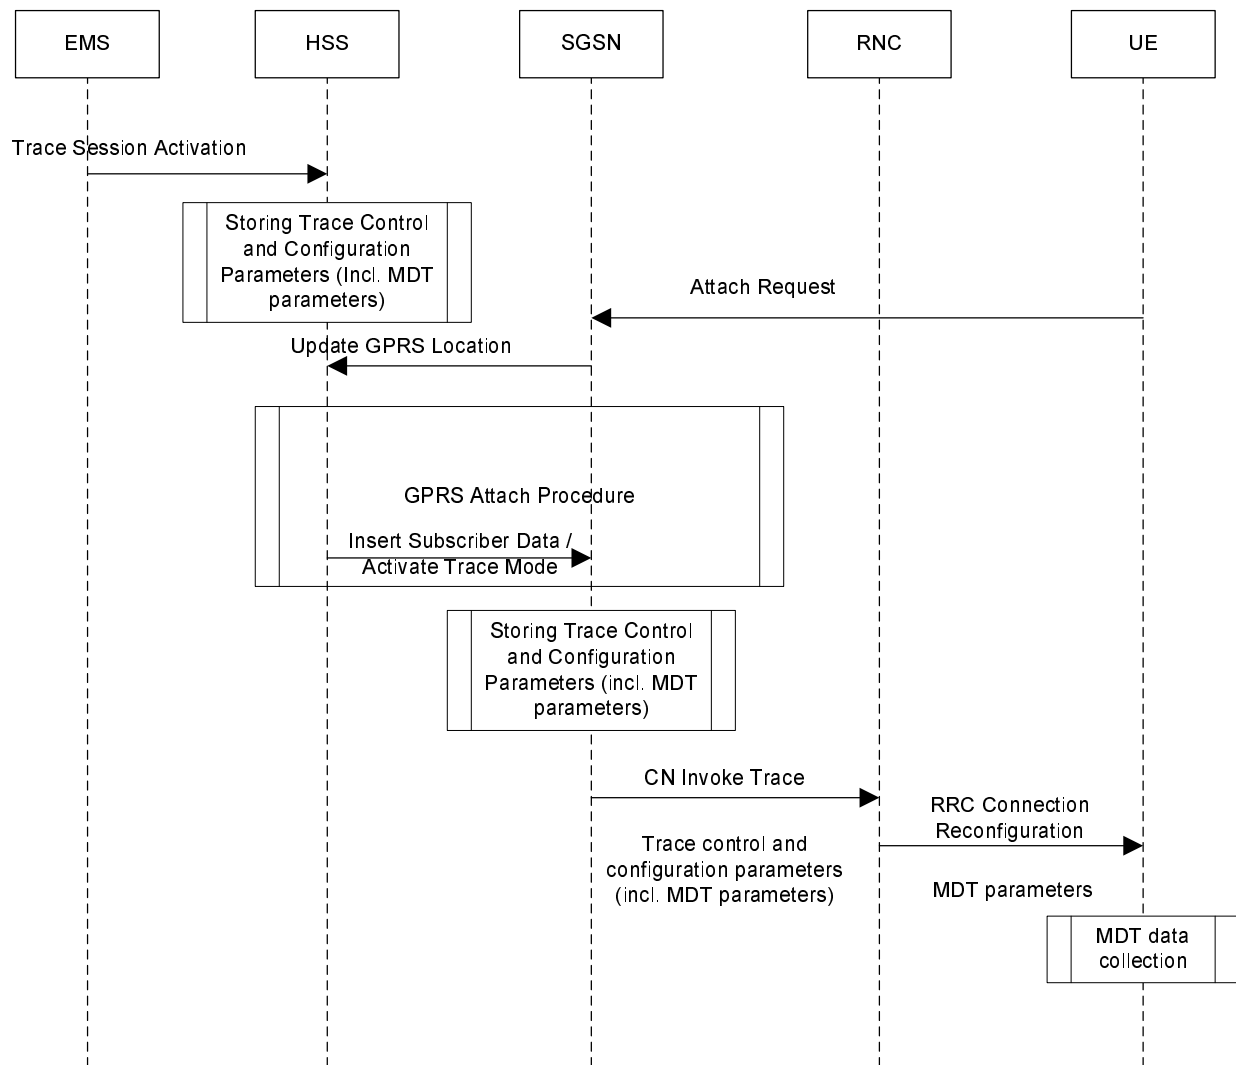 EMS
HSS
SGSN
RNC
UE
Trace Session Activation
Storing Trace Control
and Configuration
Parameters (Incl. MDT
parameters)
Attach Request
Update GPRS Location
GPRS Attach Procedure
Insert Subscriber Data /
Activate Trace Mode
Storing Trace Control
and Configuration
Parameters (incl. MDT
parameters)
CN Invoke Trace
RRC Connection
Reconfiguration
Trace control and
configuration parameters
(incl. MDT parameters)
MDT parameters
MDT data
collection